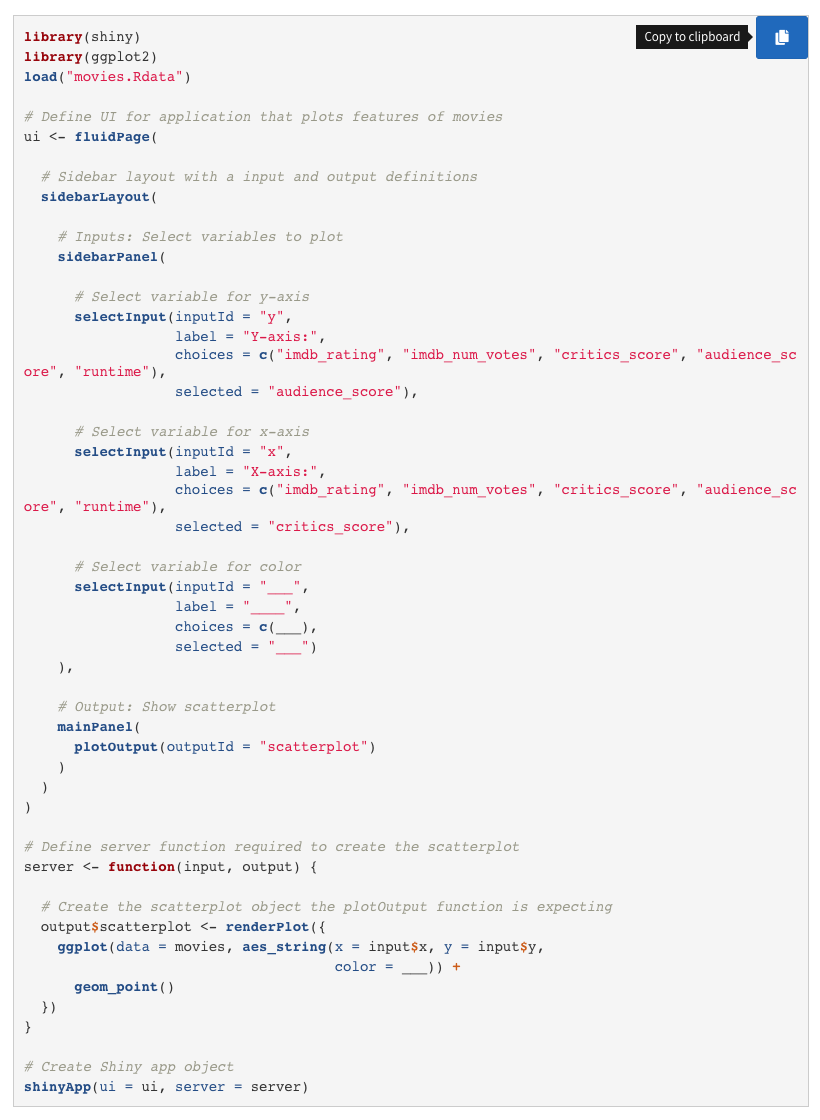 library(shiny)
Copy to clipboard
library(ggplot2)
load("movies.Rdata")
# Define UI for application that plots features of movies
ui <- fluidPage(
  # Sidebar layout with a input and output definitions
  sidebarLayout(
    # Inputs: Select variables to plot
    sidebarPanel(
      # Select variable for y-axis
      selectInput(inputId = "y",
                  label = "Y-axis:",
                  choices = c("imdb_rating", "imdb_num_votes", "critics_score", "audience_sc
ore", "runtime"),
                  selected = "audience_score"),
      # Select variable for x-axis
      selectInput(inputId = "x",
                  label = "X-axis:",
                  choices = c("imdb_rating", "imdb_num_votes", "critics_score", "audience_sc
ore", "runtime"),
                  selected = "critics_score"),
      # Select variable for color
      selectInput(inputId = "___",
                  label = "____",
                  choices = c(___),
                  selected = "___")
    ),
    # Output: Show scatterplot
    mainPanel(
      plotOutput(outputId = "scatterplot")
    )
  )
)
# Define server function required to create the scatterplot
server <- function(input, output) {
  # Create the scatterplot object the plotOutput function is expecting
  output$scatterplot <- renderPlot({
    ggplot(data = movies, aes_string(x = input$x, y = input$y,
                                     color = ___)) +
      geom_point()
  })
}
# Create Shiny app object
shinyApp(ui = ui, server = server)